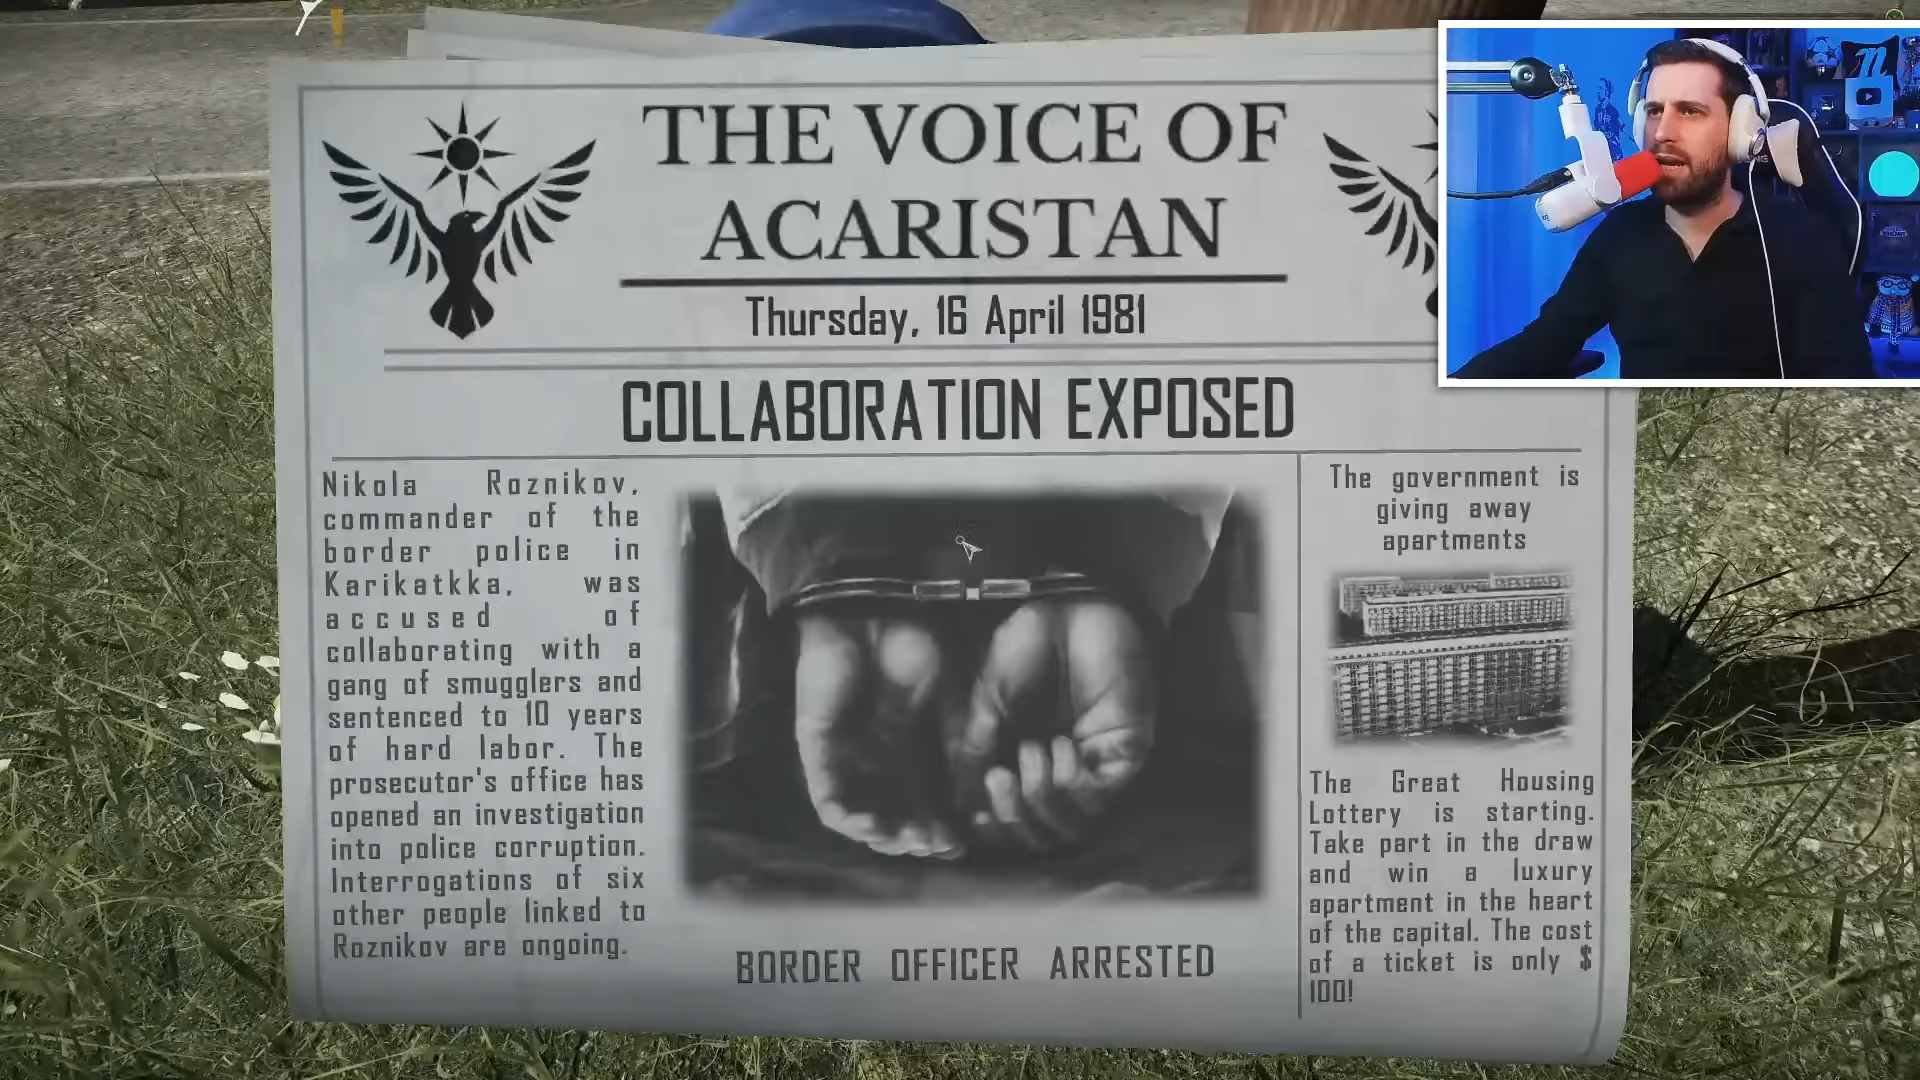 THE VOICE OF
ACARISTAN
Thursday, 16 April 1981
COLLABORATION EXPOSED
Nikola Roznikov,
commander of the
border police in
Karikatkka, was
accused of
collaborating with a
gang of smugglers and
sentenced to 10 years
of hard labor. The
prosecutor's office has
opened an investigation
into police corruption.
Interrogations of six
other people linked to
Roznikov are ongoing.
BORDER OFFICER ARRESTED
The government is
giving away
apartments
The Great Housing
Lottery is starting.
Take part in the draw
and win a luxury
apartment in the heart
of the capital. The cost
of a ticket is only $
100!